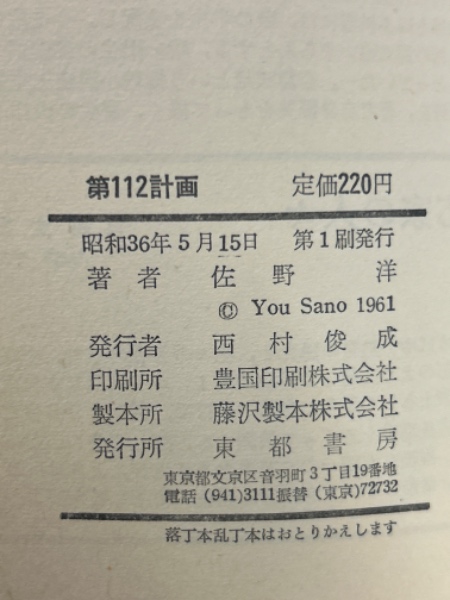 第112計画 定価220円
昭和36年5月15日 第1刷発行
著者 佐野洋
© You Sano 1961
発行者 西村俊成
印刷所 豊国印刷株式会社
製本所 藤沢製本株式会社
発行所 東都書房
東京都文京区音羽町3丁目19番地
電話(941)3111振替(東京)72732
落丁本乱丁本はおとりかえします